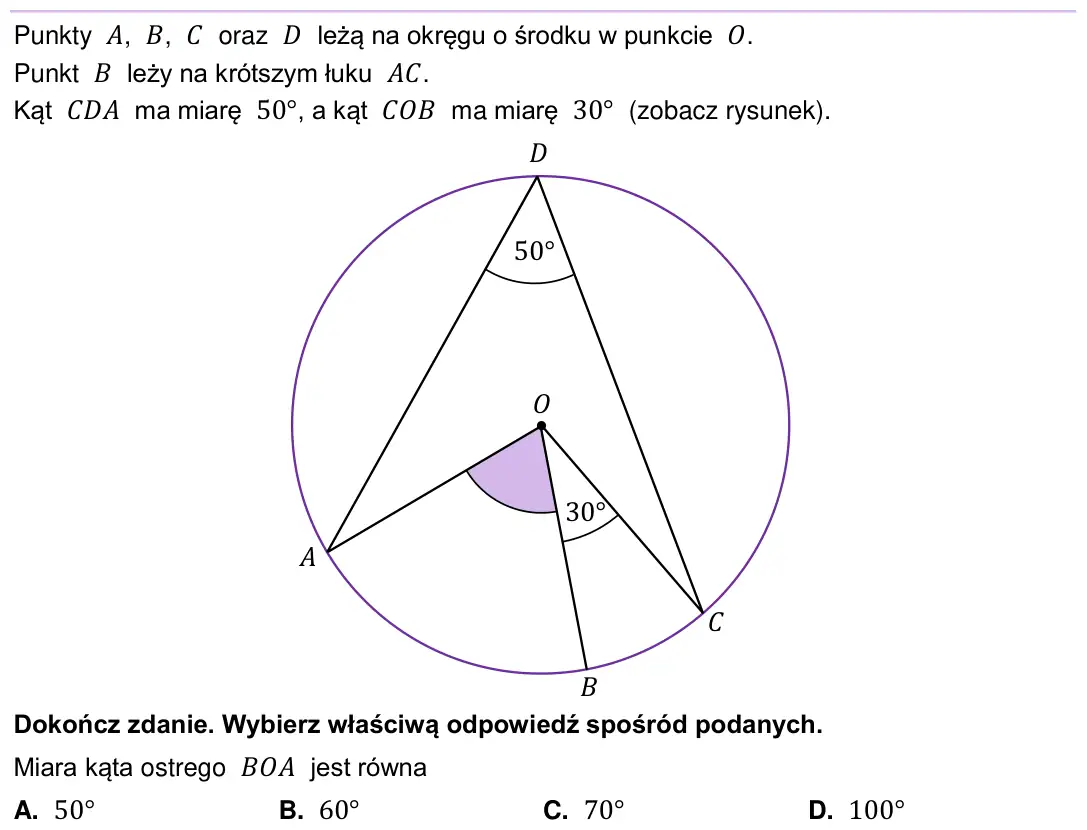 Punkty A, B, C oraz D leżą na okręgu o środku w punkcie O.
Punkt B leży na krótszym łuku AC.
Kąt CDA ma miarę 50°, a kąt COB ma miarę 30° (zobacz rysunek).
D
50°
O
30°
A
C
B
Dokończ zdanie. Wybierz właściwą odpowiedź spośród podanych.
Miara kąta ostrego BOA jest równa
A. 50° B. 60° C. 70° D. 100°